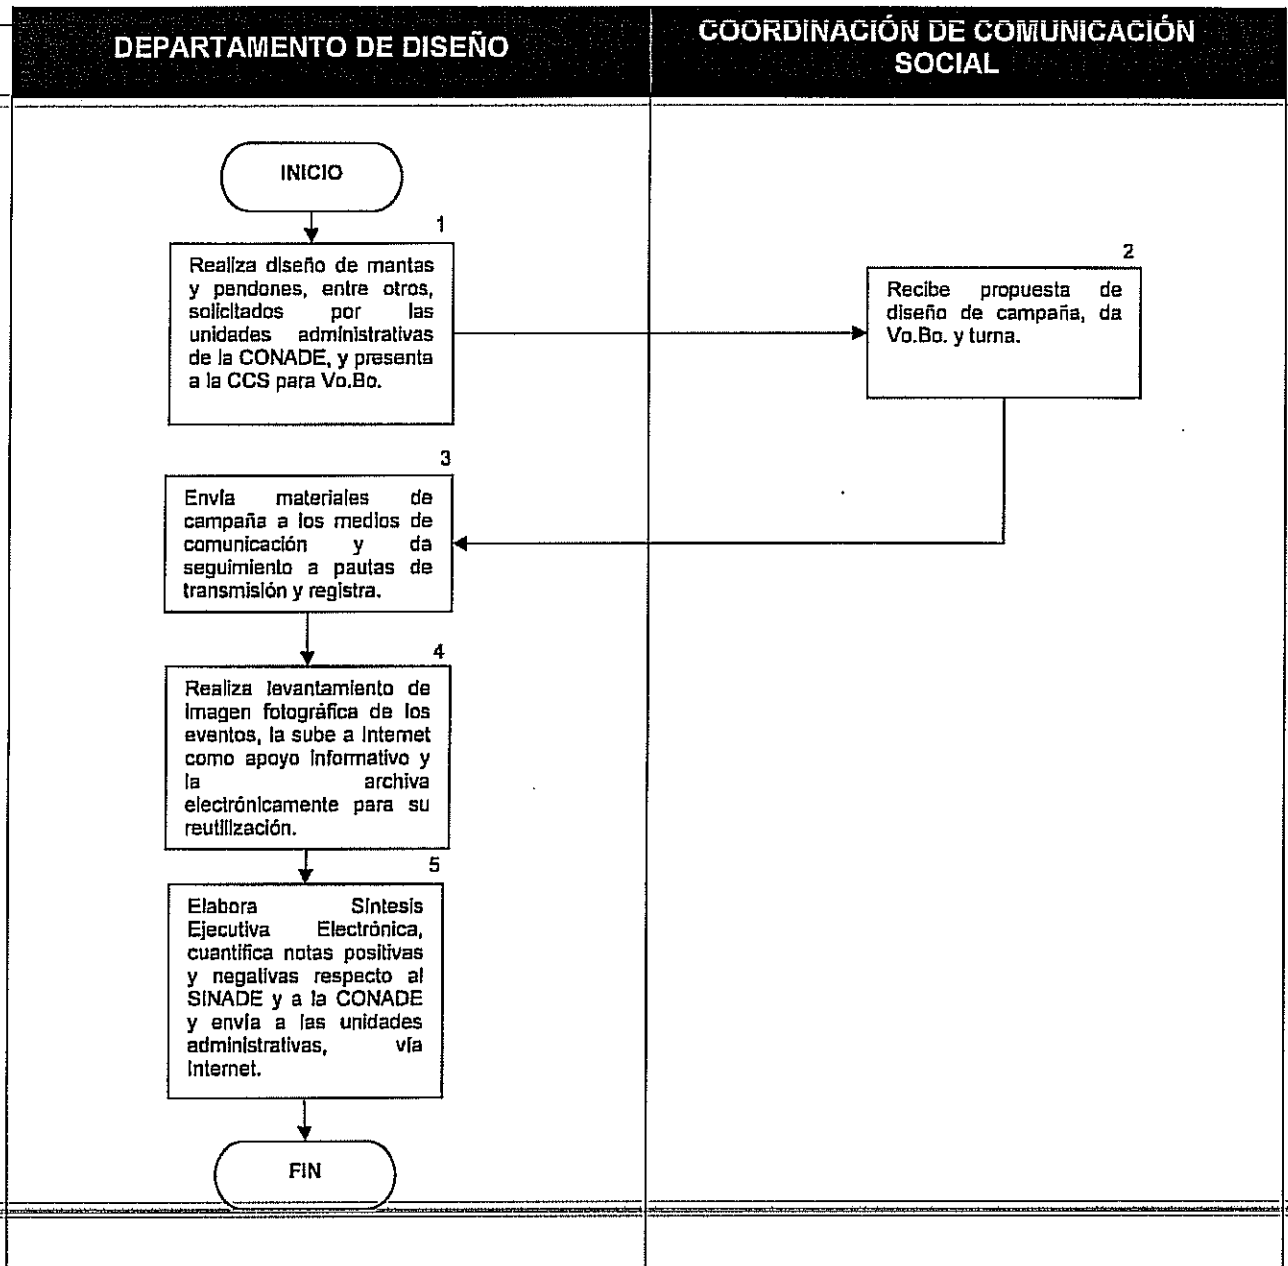 DEPARTAMENTO DE DISEÑO
COORDINACIÓN DE COMUNICACIÓN
SOCIAL
INICIO
1
Realiza diseño de mantas
y pendones, entre otros,
solicitados por las
unidades administrativas
de la CONADE, y presenta
a la CCS para Vo.Bo.
2
Recibe propuesta de
diseño de campaña, da
Vo.Bo. y turna.
3
Envía materiales de
campaña a los medios de
comunicación y da
seguimiento a pautas de
transmisión y registra.
4
Realiza levantamiento de
imagen fotográfica de los
eventos, la sube a Internet
como apoyo informativo y
la archiva
electrónicamente para su
reutilización.
5
Elabora Síntesis
Ejecutiva Electrónica,
cuantifica notas positivas
y negativas respecto al
SINADE y a la CONADE
y envía a las unidades
administrativas, vía
Internet.
FIN